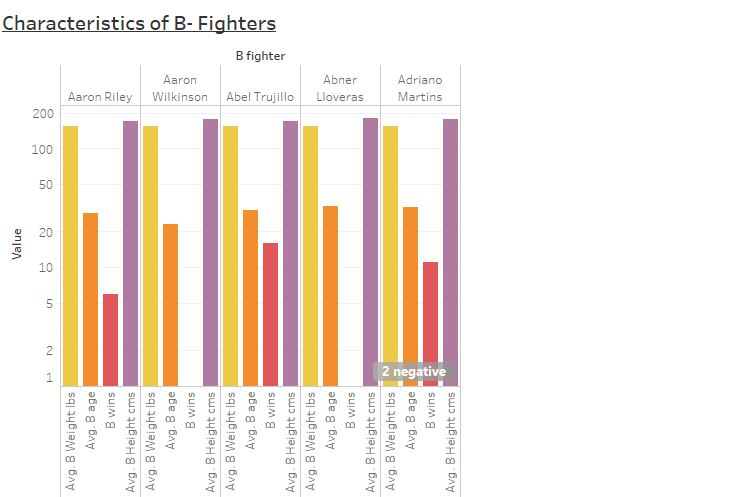 Characteristics of B- Fighters
B fighter
Aaron Riley
Aaron
Wilkinson
Abel Trujillo
Abner
Lloveras
Adriano
Martins
Value
200
100
50
20
10
5
2
1
2 negative
Avg. B Weight lbs
Avg. B age
B wins
Avg. B Height cms
Avg. B Weight lbs
Avg. B age
B wins
Avg. B Height cms
Avg. B Weight lbs
Avg. B age
B wins
Avg. B Height cms
Avg. B Weight lbs
Avg. B age
B wins
Avg. B Height cms
Avg. B Weight lbs
Avg. B age
B wins
Avg. B Height cms